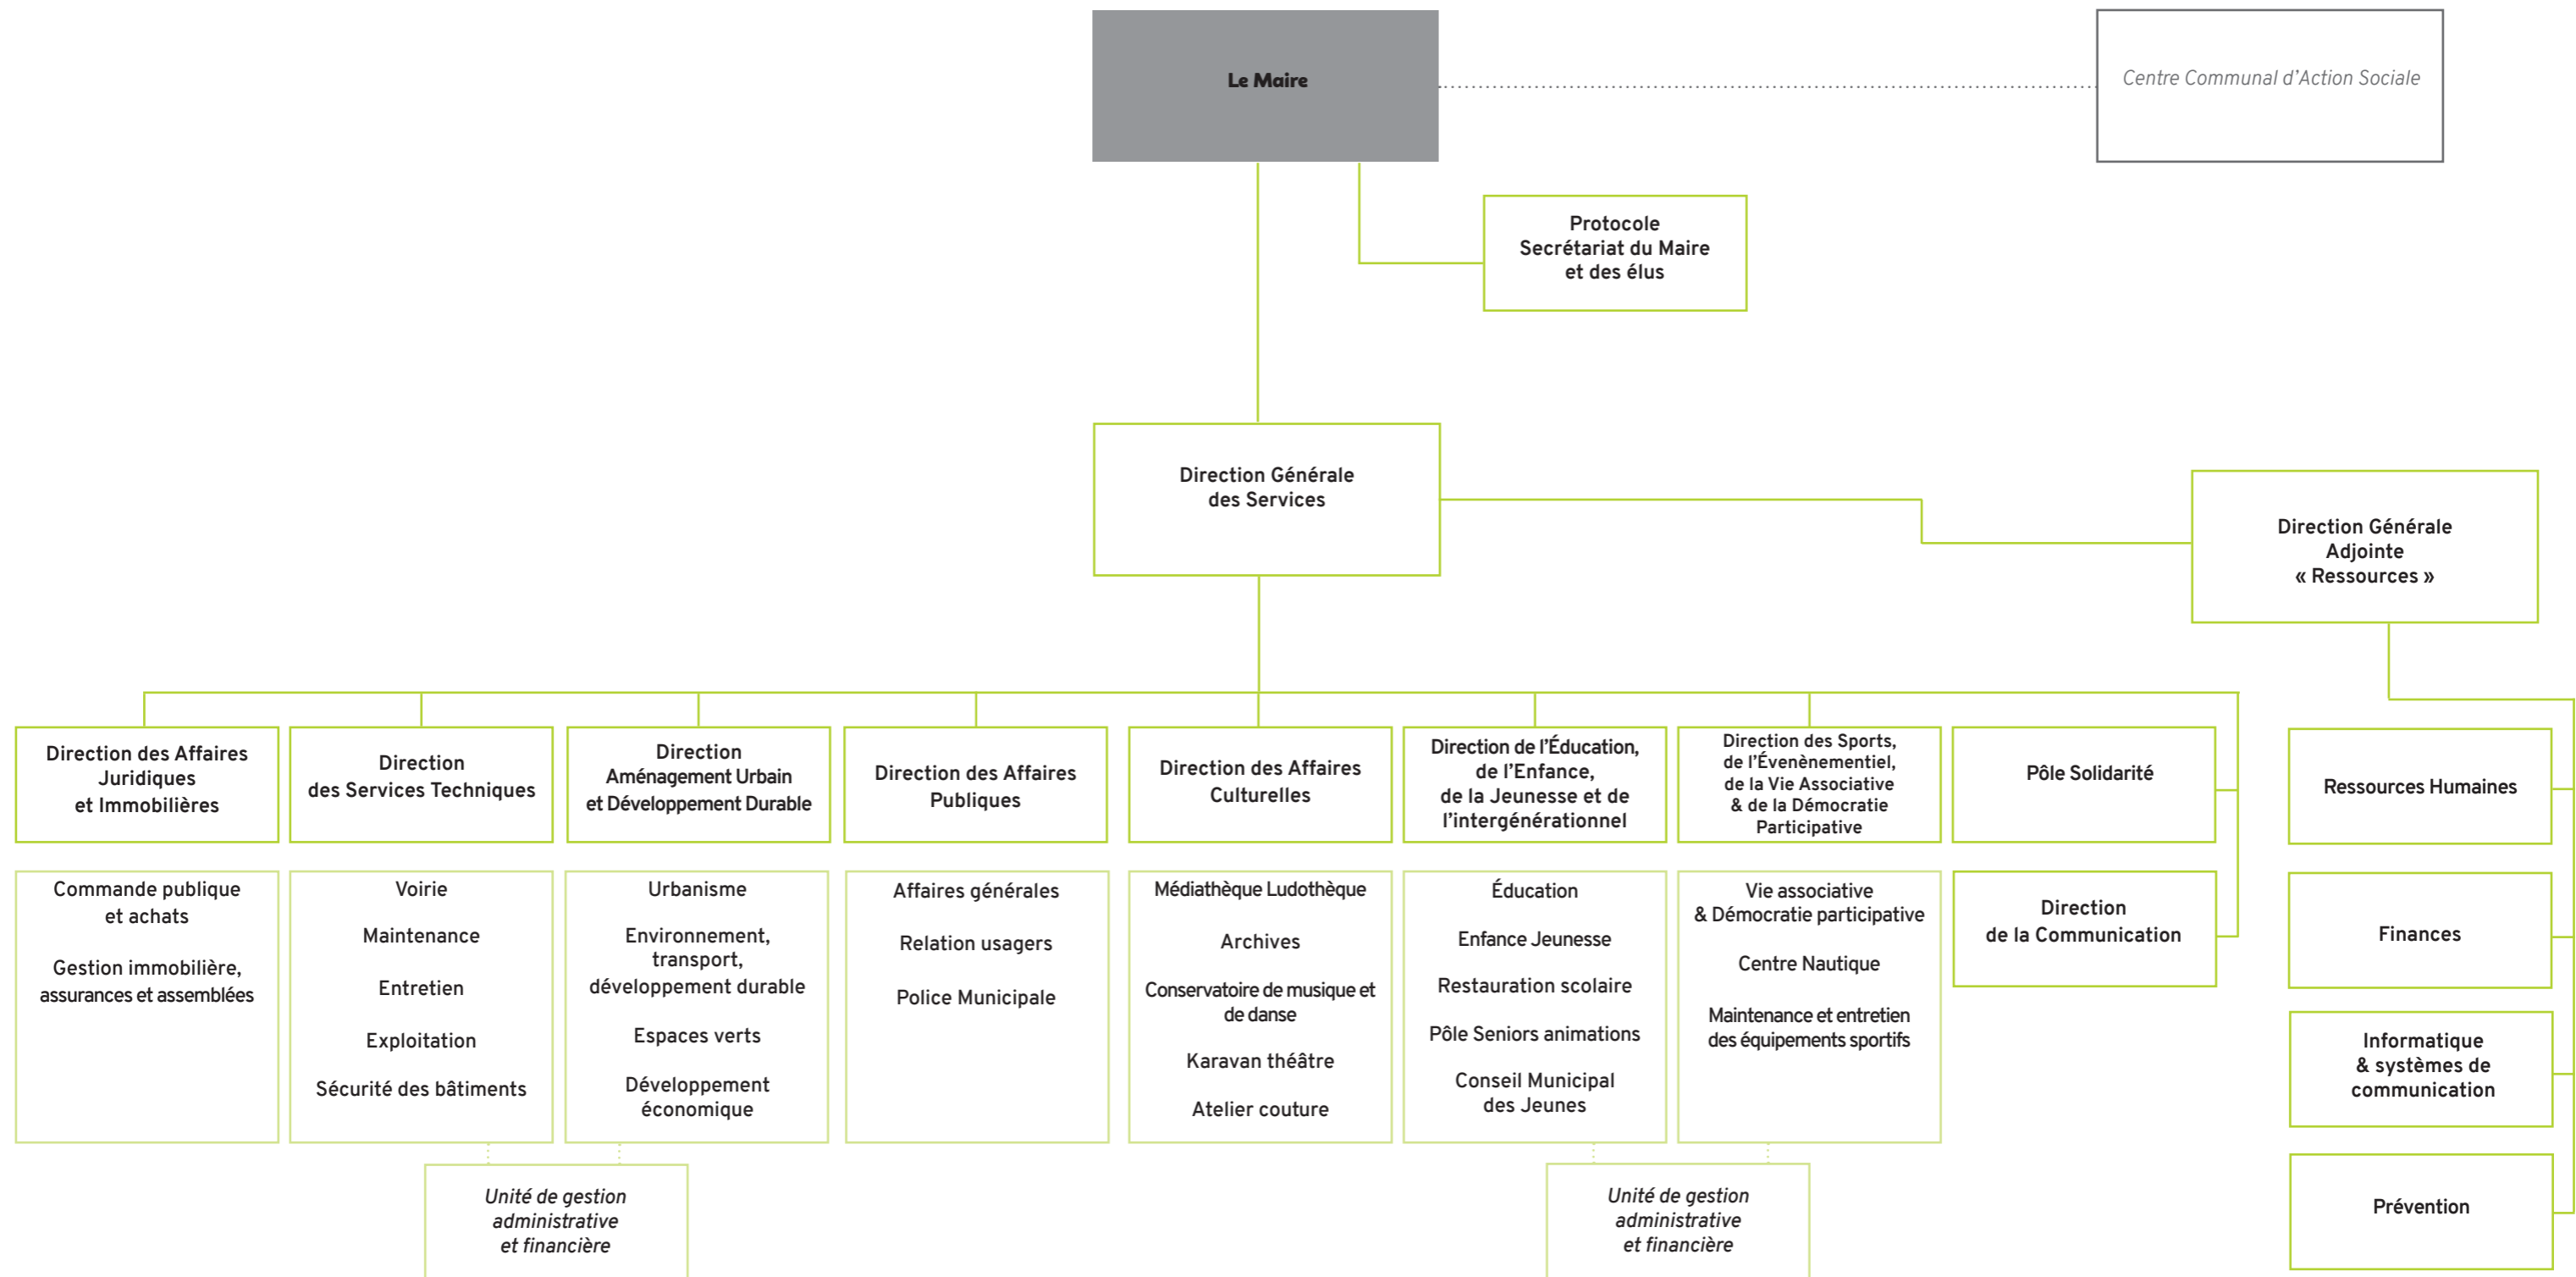 Le Maire
Centre Communal d'Action Sociale
Protocole
Secrétariat du Maire
et des élus
Direction Générale
des Services
Direction Générale
Adjointe
« Ressources »
Direction des Affaires
Juridiques
et Immobilières
Direction
des Services Techniques
Direction
Aménagement Urbain
et Développement Durable
Direction des Affaires
Publiques
Direction des Affaires
Culturelles
Direction de l'Éducation,
de l'Enfance,
de la Jeunesse et de
l'intergénérationnel
Direction des Sports,
de l'Évenènementiel,
de la Vie Associative
& de la Démocratie
Participative
Pôle Solidarité
Ressources Humaines
Commande publique
et achats
Gestion immobilière,
assurances et assemblées
Voirie
Maintenance
Entretien
Exploitation
Sécurité des bâtiments
Urbanisme
Environnement,
transport,
développement durable
Espaces verts
Développement
économique
Affaires générales
Relation usagers
Police Municipale
Médiathèque Ludothèque
Archives
Conservatoire de musique et
de danse
Karavan théâtre
Atelier couture
Éducation
Enfance Jeunesse
Restauration scolaire
Pôle Seniors animations
Conseil Municipal
des Jeunes
Vie associative
& Démocratie participative
Centre Nautique
Maintenance et entretien
des équipements sportifs
Direction
de la Communication
Finances
Informatique
& systèmes de
communication
Prévention
Unité de gestion
administrative
et financière
Unité de gestion
administrative
et financière